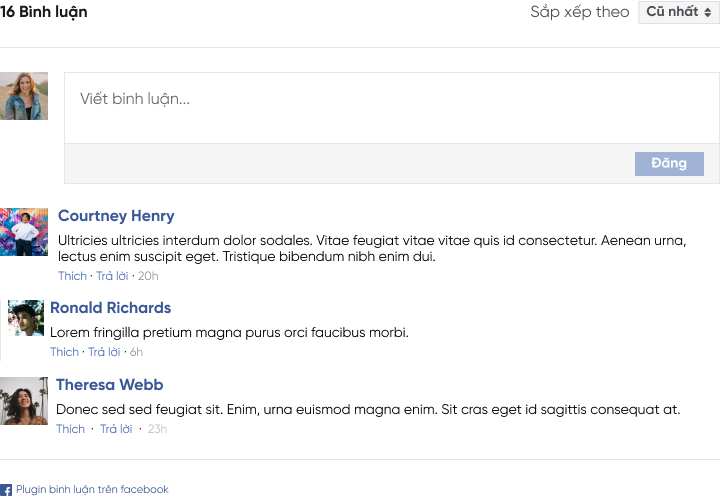 16 Bình luận
Sắp xếp theo
Cũ nhất
Viết bình luận...
Đăng
Courtney Henry
Ultricies ultricies interdum dolor sodales. Vitae feugiat vitae vitae quis id consectetur. Aenean urna,
lectus enim suscipit eget. Tristique bibendum nibh enim dui.
Thích · Trả lời · 20h
Ronald Richards
Lorem fringilla pretium magna purus orci faucibus morbi.
Thích · Trả lời · 6h
Theresa Webb
Donec sed sed feugiat sit. Enim, urna euismod magna enim. Sit cras eget id sagittis consequat at.
Thích · Trả lời · 23h
Plugin bình luận trên facebook